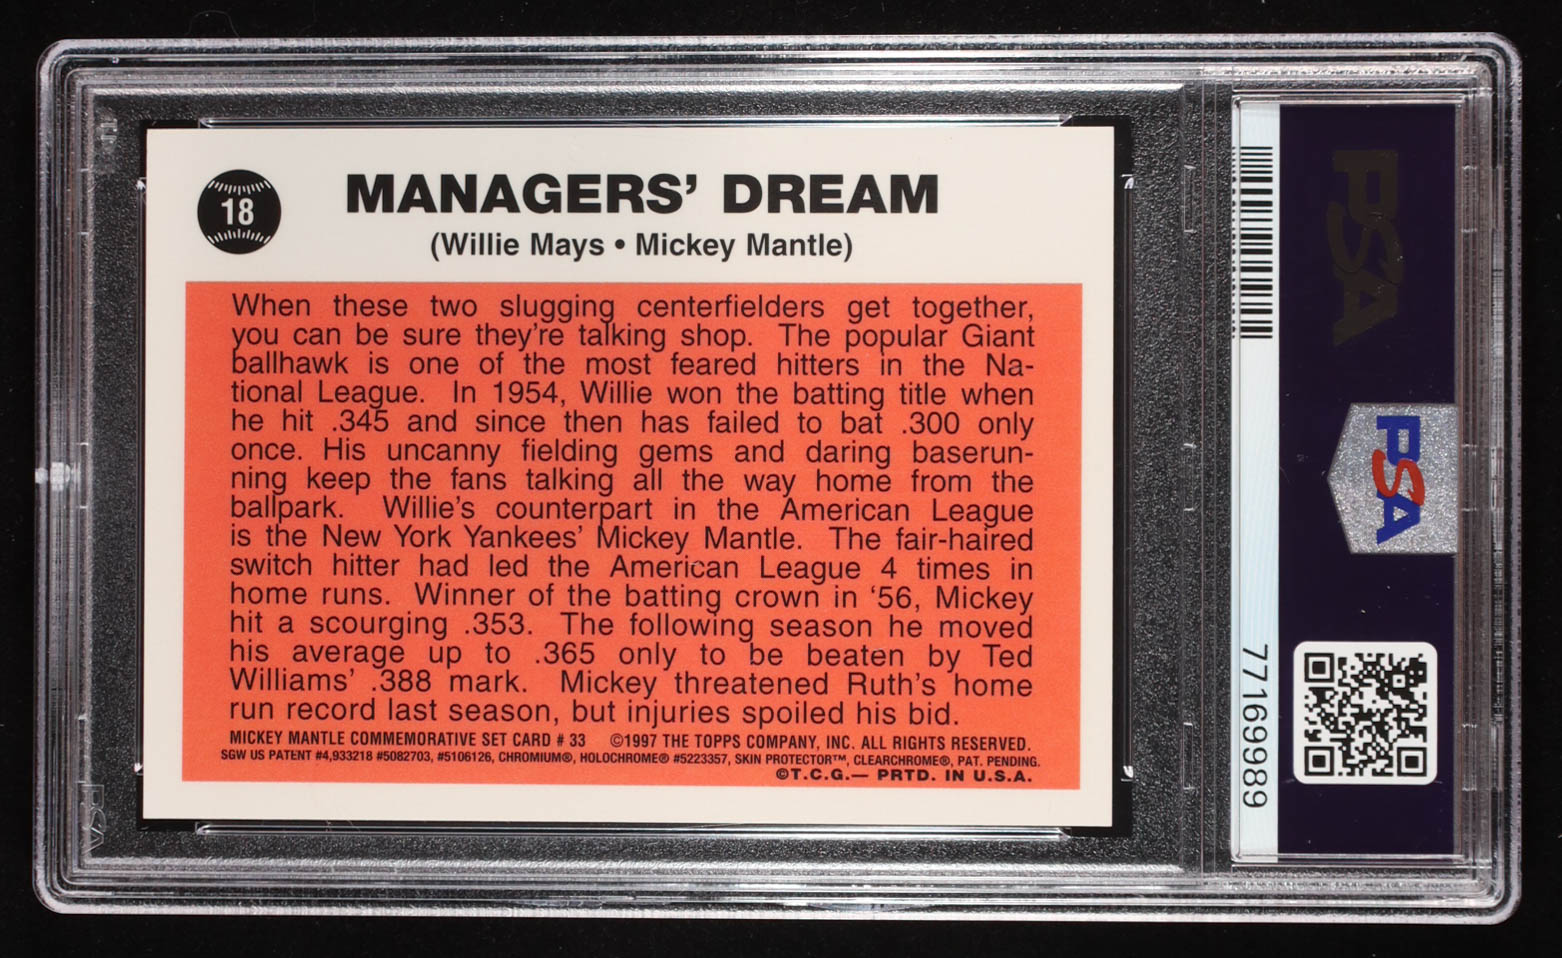 18
MANAGERS' DREAM
(Willie Mays • Mickey Mantle)
When these two slugging centerfielders get together,
you can be sure they're talking shop. The popular Giant
ballhawk is one of the most feared hitters in the Na-
tional League. In 1954, Willie won the batting title when
he hit .345 and since then has failed to bat .300 only
once. His uncanny fielding gems and daring baserun-
ning keep the fans talking all the way home from the
ballpark. Willie's counterpart in the American League
is the New York Yankees' Mickey Mantle. The fair-haired
switch hitter had led the American League 4 times in
home runs. Winner of the batting crown in '56, Mickey
hit a scourging .353. The following season he moved
his average up to .365 only to be beaten by Ted
Williams' .388 mark. Mickey threatened Ruth's home
run record last season, but injuries spoiled his bid.
MICKEY MANTLE COMMEMORATIVE SET CARD # 33 ©1997 THE TOPPS COMPANY, INC. ALL RIGHTS RESERVED.
SGW US PATENT #4,933218 #5082703, #5106126, CHROMIUM®, HOLOCHROME® #5223357, SKIN PROTECTOR™, CLEARCHROME®, PAT. PENDING.
©T.C.G.— PRTD. IN U.S.A.
PSA
PSA
77169989
PSA